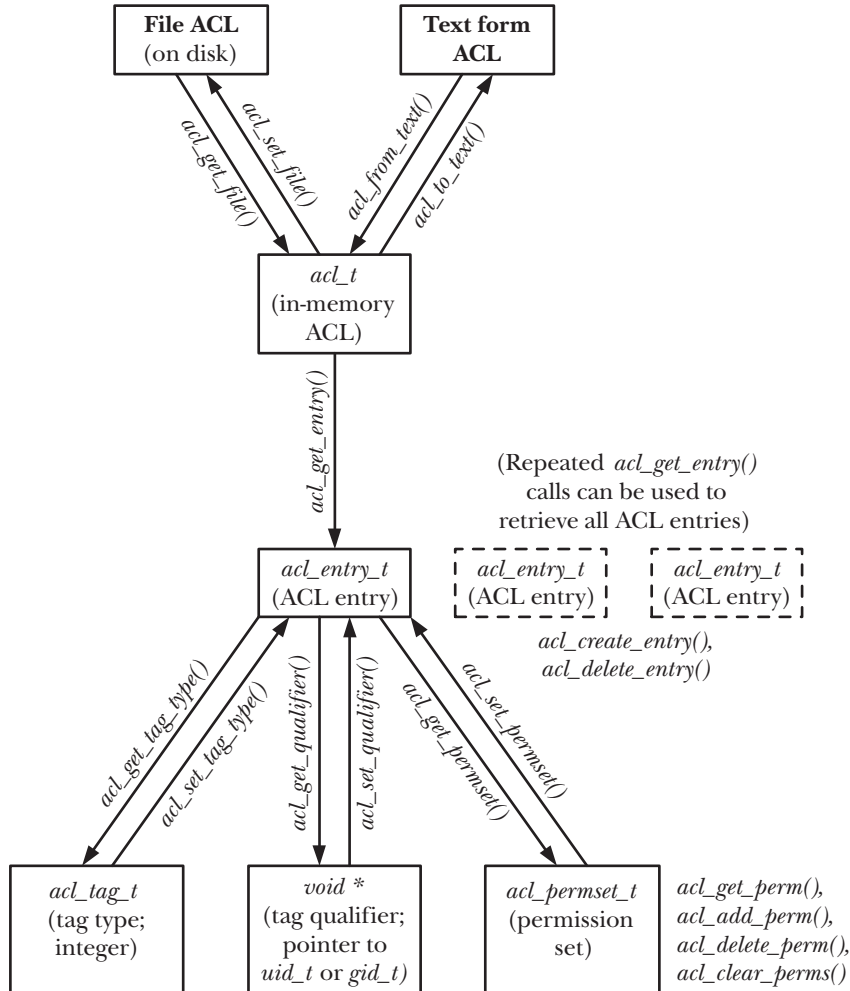 File ACL
(on disk)
Text form
ACL
acl_get_file()
acl_set_file()
acl_from_text()
acl_to_text()
acl_t
(in-memory
ACL)
acl_get_entry()
(Repeated acl_get_entry()
calls can be used to
retrieve all ACL entries)
acl_entry_t
(ACL entry)
acl_entry_t
(ACL entry)
acl_entry_t
(ACL entry)
acl_create_entry(),
acl_delete_entry()
acl_get_tag_type()
acl_set_tag_type()
acl_get_qualifier()
acl_set_qualifier()
acl_get_permset()
acl_set_permset()
acl_tag_t
(tag type;
integer)
void *
(tag qualifier;
pointer to
uid_t or gid_t)
acl_permset_t
(permission
set)
acl_get_perm(),
acl_add_perm(),
acl_delete_perm(),
acl_clear_perms()